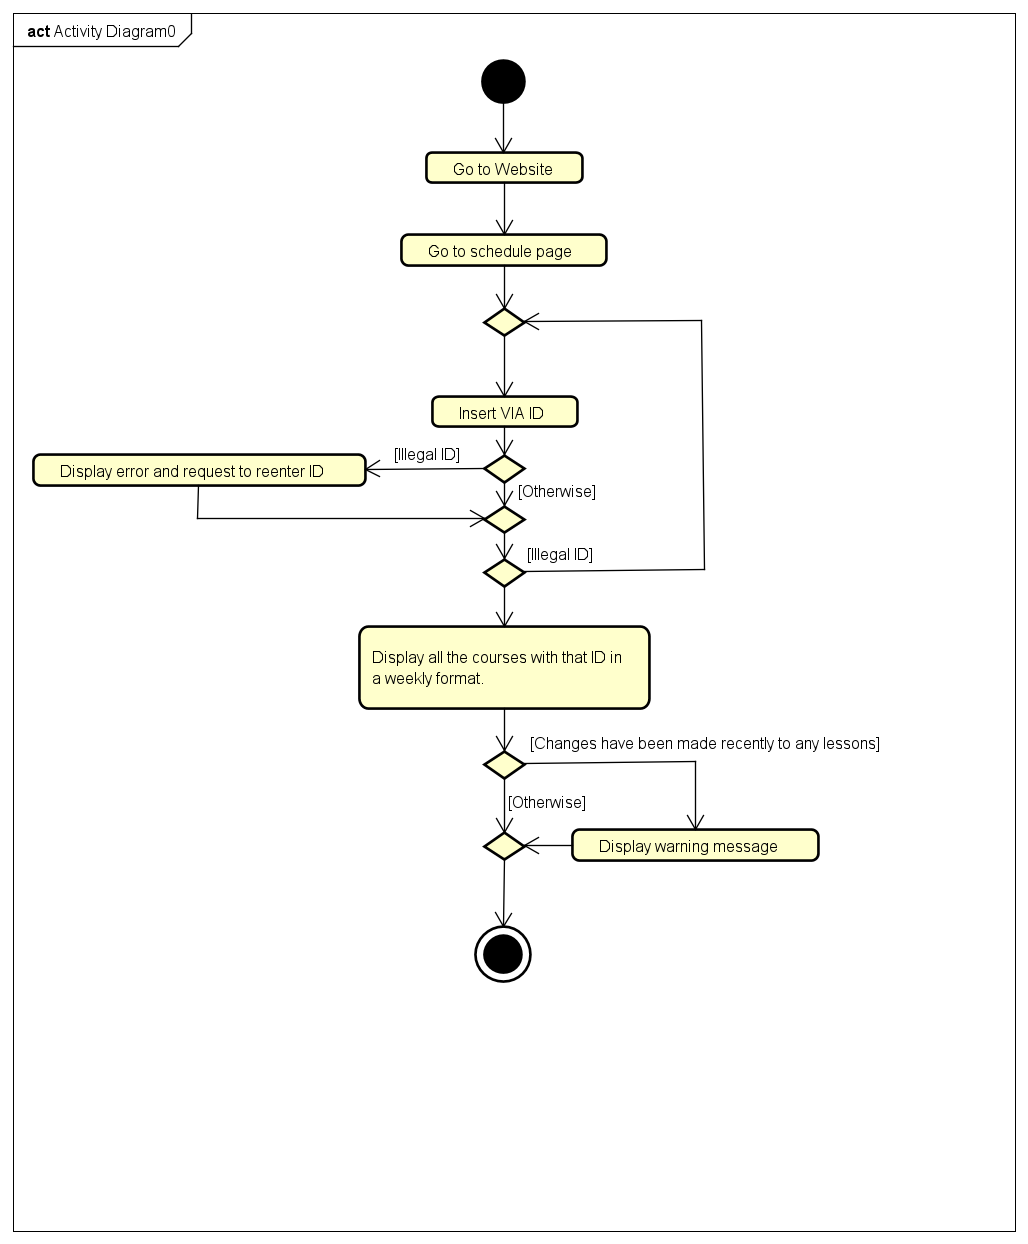 act Activity Diagram0
Go to Website
Go to schedule page
Insert VIA ID
[Illegal ID]
Display error and request to reenter ID
[Otherwise]
[Illegal ID]
Display all the courses with that ID in
a weekly format.
[Changes have been made recently to any lessons]
[Otherwise]
Display warning message